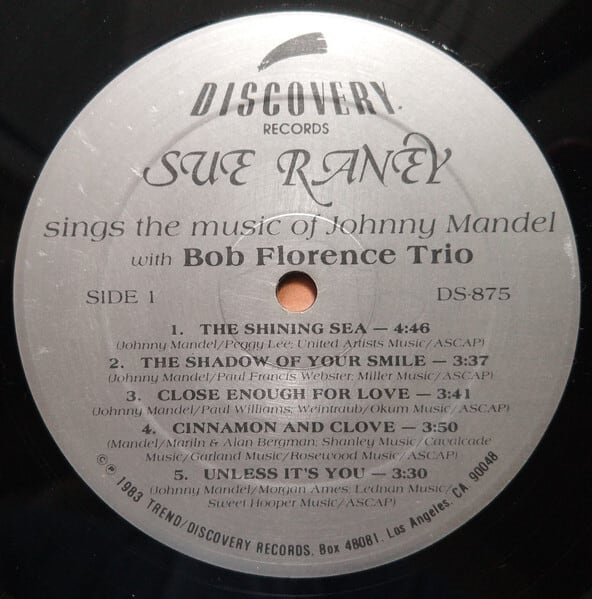 DISCOVERY.
RECORDS
SUE RANEY
sings the music of Johnny Mandel
with Bob Florence Trio
SIDE 1
DS-875
1. THE SHINING SEA — 4:46
(Johnny Mandel/Peggy Lee; United Artists Music/ASCAP)
2. THE SHADOW OF YOUR SMILE — 3:37
(Johnny Mandel/Paul Francis Webster; Miller Music/ASCAP)
3. CLOSE ENOUGH FOR LOVE — 3:41
(Johnny Mandel/Paul Williams; Weintraub/Okum Music/ASCAP)
4. CINNAMON AND CLOVE — 3:50
(Mandel/Mariln & Alan Bergman; Shanley Music/Cavalcade
Music/Garland Music/Rosewood Music/ASCAP)
5. UNLESS IT'S YOU — 3:30
(Johnny Mandel/Morgan Ames; Lednan Music/
Sweet Hooper Music/ASCAP)
© ℗ 1983 TREND/DISCOVERY RECORDS. Box 48081. Los Angeles, CA 90048